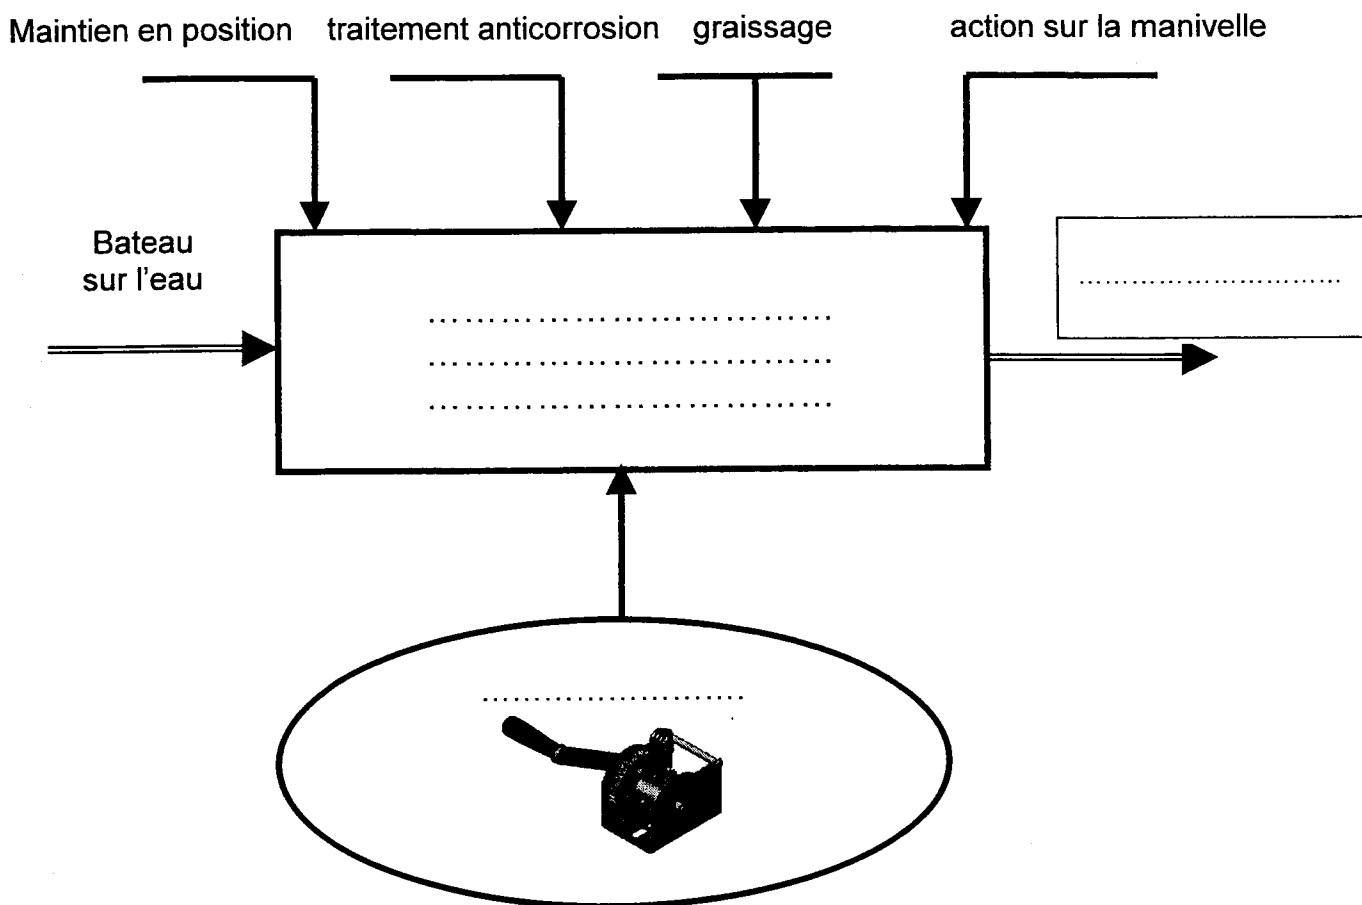 Maintien en position traitement anticorrosion graissage action sur la manivelle
Bateau
sur l'eau